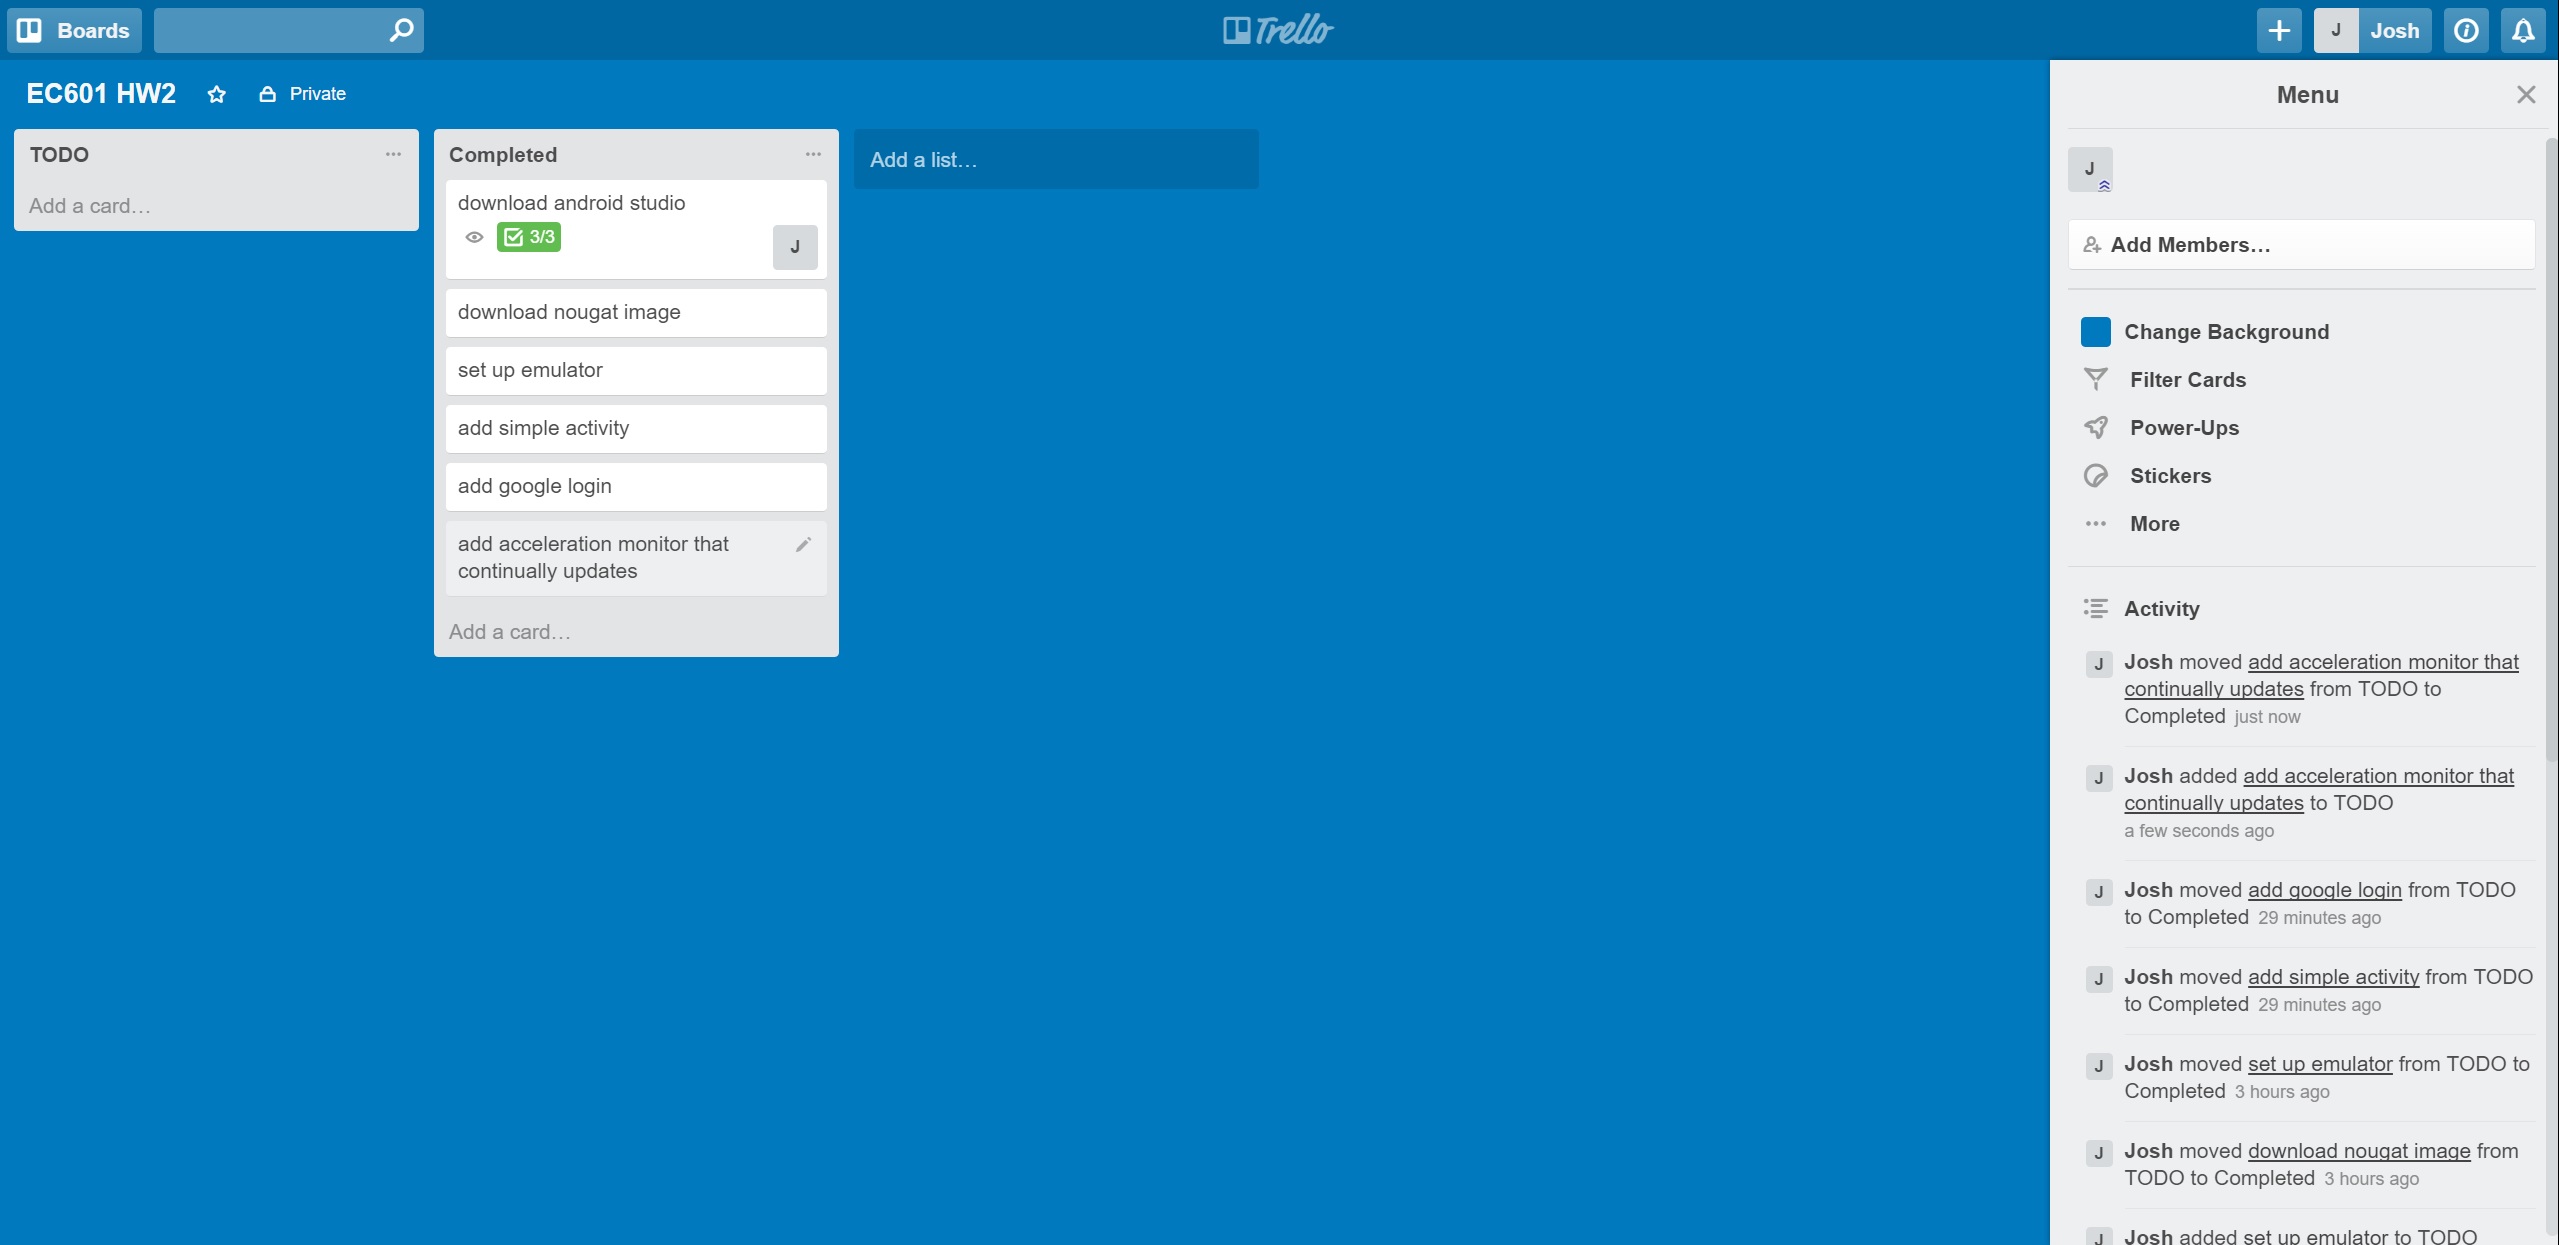 Boards
Trello
J
Josh
EC601 HW2
Private
TODO
Add a card…
Completed
download android studio
3/3
J
download nougat image
set up emulator
add simple activity
add google login
add acceleration monitor that
continually updates
Add a card…
Add a list…
Menu
J
Add Members…
Change Background
Filter Cards
Power-Ups
Stickers
More
Activity
J
Josh moved add acceleration monitor that
continually updates from TODO to
Completed just now
J
Josh added add acceleration monitor that
continually updates to TODO
a few seconds ago
J
Josh moved add google login from TODO
to Completed 29 minutes ago
J
Josh moved add simple activity from TODO
to Completed 29 minutes ago
J
Josh moved set up emulator from TODO to
Completed 3 hours ago
J
Josh moved download nougat image from
TODO to Completed 3 hours ago
J
Josh added set up emulator to TODO